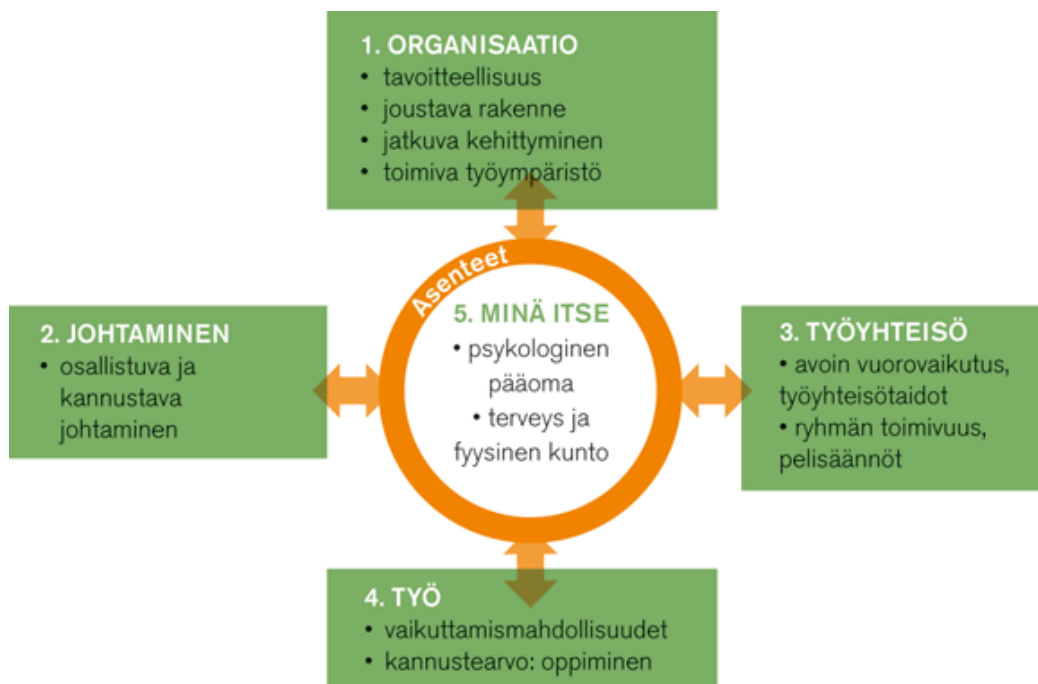 1. ORGANISAATIO
• tavoitteellisuus
• joustava rakenne
• jatkuva kehittyminen
• toimiva työympäristö
Asenteet
5. MINÄ ITSE
• psykologinen
pääoma
• terveys ja
fyysinen kunto
2. JOHTAMINEN
• osallistuva ja
kannustava
johtaminen
3. TYÖYHTEISÖ
• avoin vuorovaikutus,
työyhteisötaidot
• ryhmän toimivuus,
pelisäännöt
4. TYÖ
• vaikuttamismahdollisuudet
• kannustearvo: oppiminen